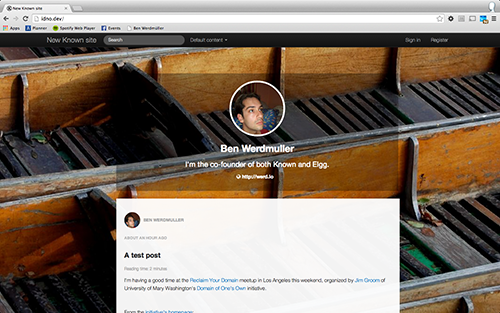 New Known site
idno.dev/
Apps Planner Spotify Web Player Events Ben Werdmuller
New Known site Search Default content Sign in Register
Ben Werdmuller
I'm the co-founder of both Known and Elgg.
http://werd.io
BEN WERDMULLER
ABOUT AN HOUR AGO
A test post
Reading time: 2 minutes
I'm having a good time at the Reclaim Your Domain meetup in Los Angeles this weekend, organized by Jim Groom of
University of Mary Washington's Domain of One's Own initiative.
From the initiative's homepage: